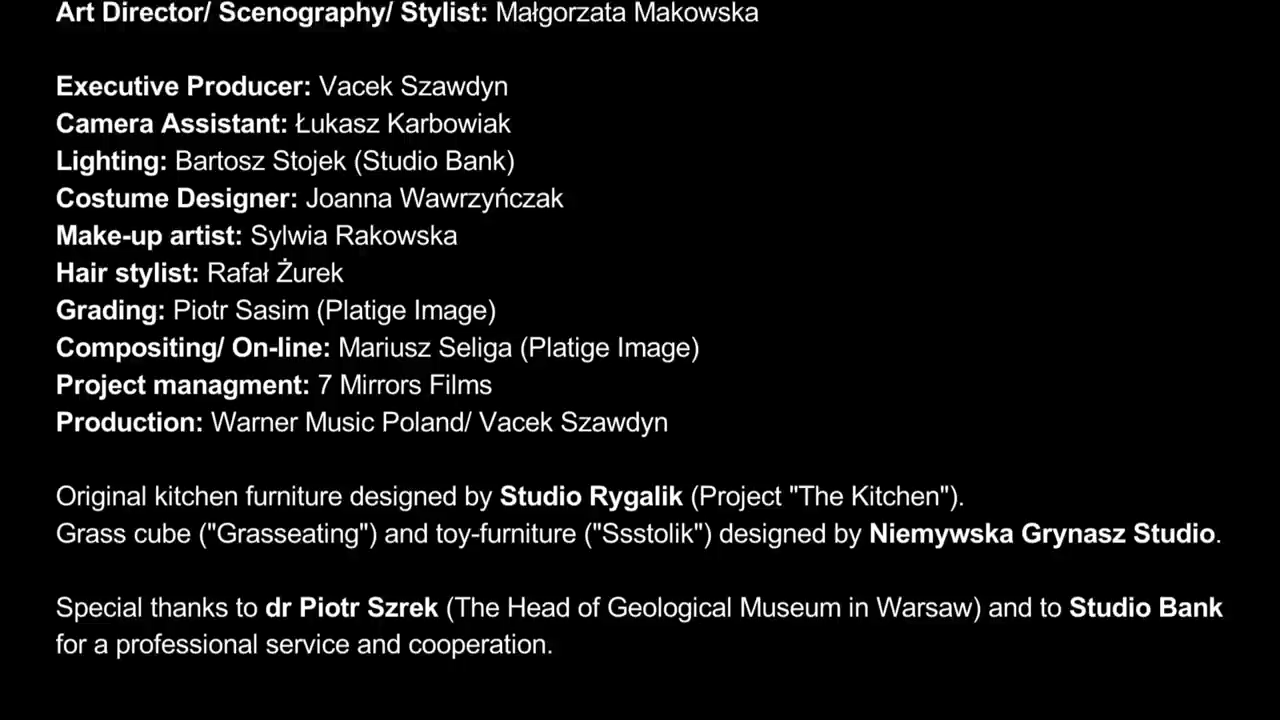 Art Director/ Scenography/ Stylist: Małgorzata Makowska
Executive Producer: Vacek Szawdyn
Camera Assistant: Łukasz Karbowiak
Lighting: Bartosz Stojek (Studio Bank)
Costume Designer: Joanna Wawrzyńczak
Make-up artist: Sylwia Rakowska
Hair stylist: Rafał Żurek
Grading: Piotr Sasim (Platige Image)
Compositing/ On-line: Mariusz Seliga (Platige Image)
Project managment: 7 Mirrors Films
Production: Warner Music Poland/ Vacek Szawdyn
Original kitchen furniture designed by Studio Rygalik (Project "The Kitchen").
Grass cube ("Grasseating") and toy-furniture ("Ssstolik") designed by Niemywska Grynasz Studio.
Special thanks to dr Piotr Szrek (The Head of Geological Museum in Warsaw) and to Studio Bank
for a professional service and cooperation.